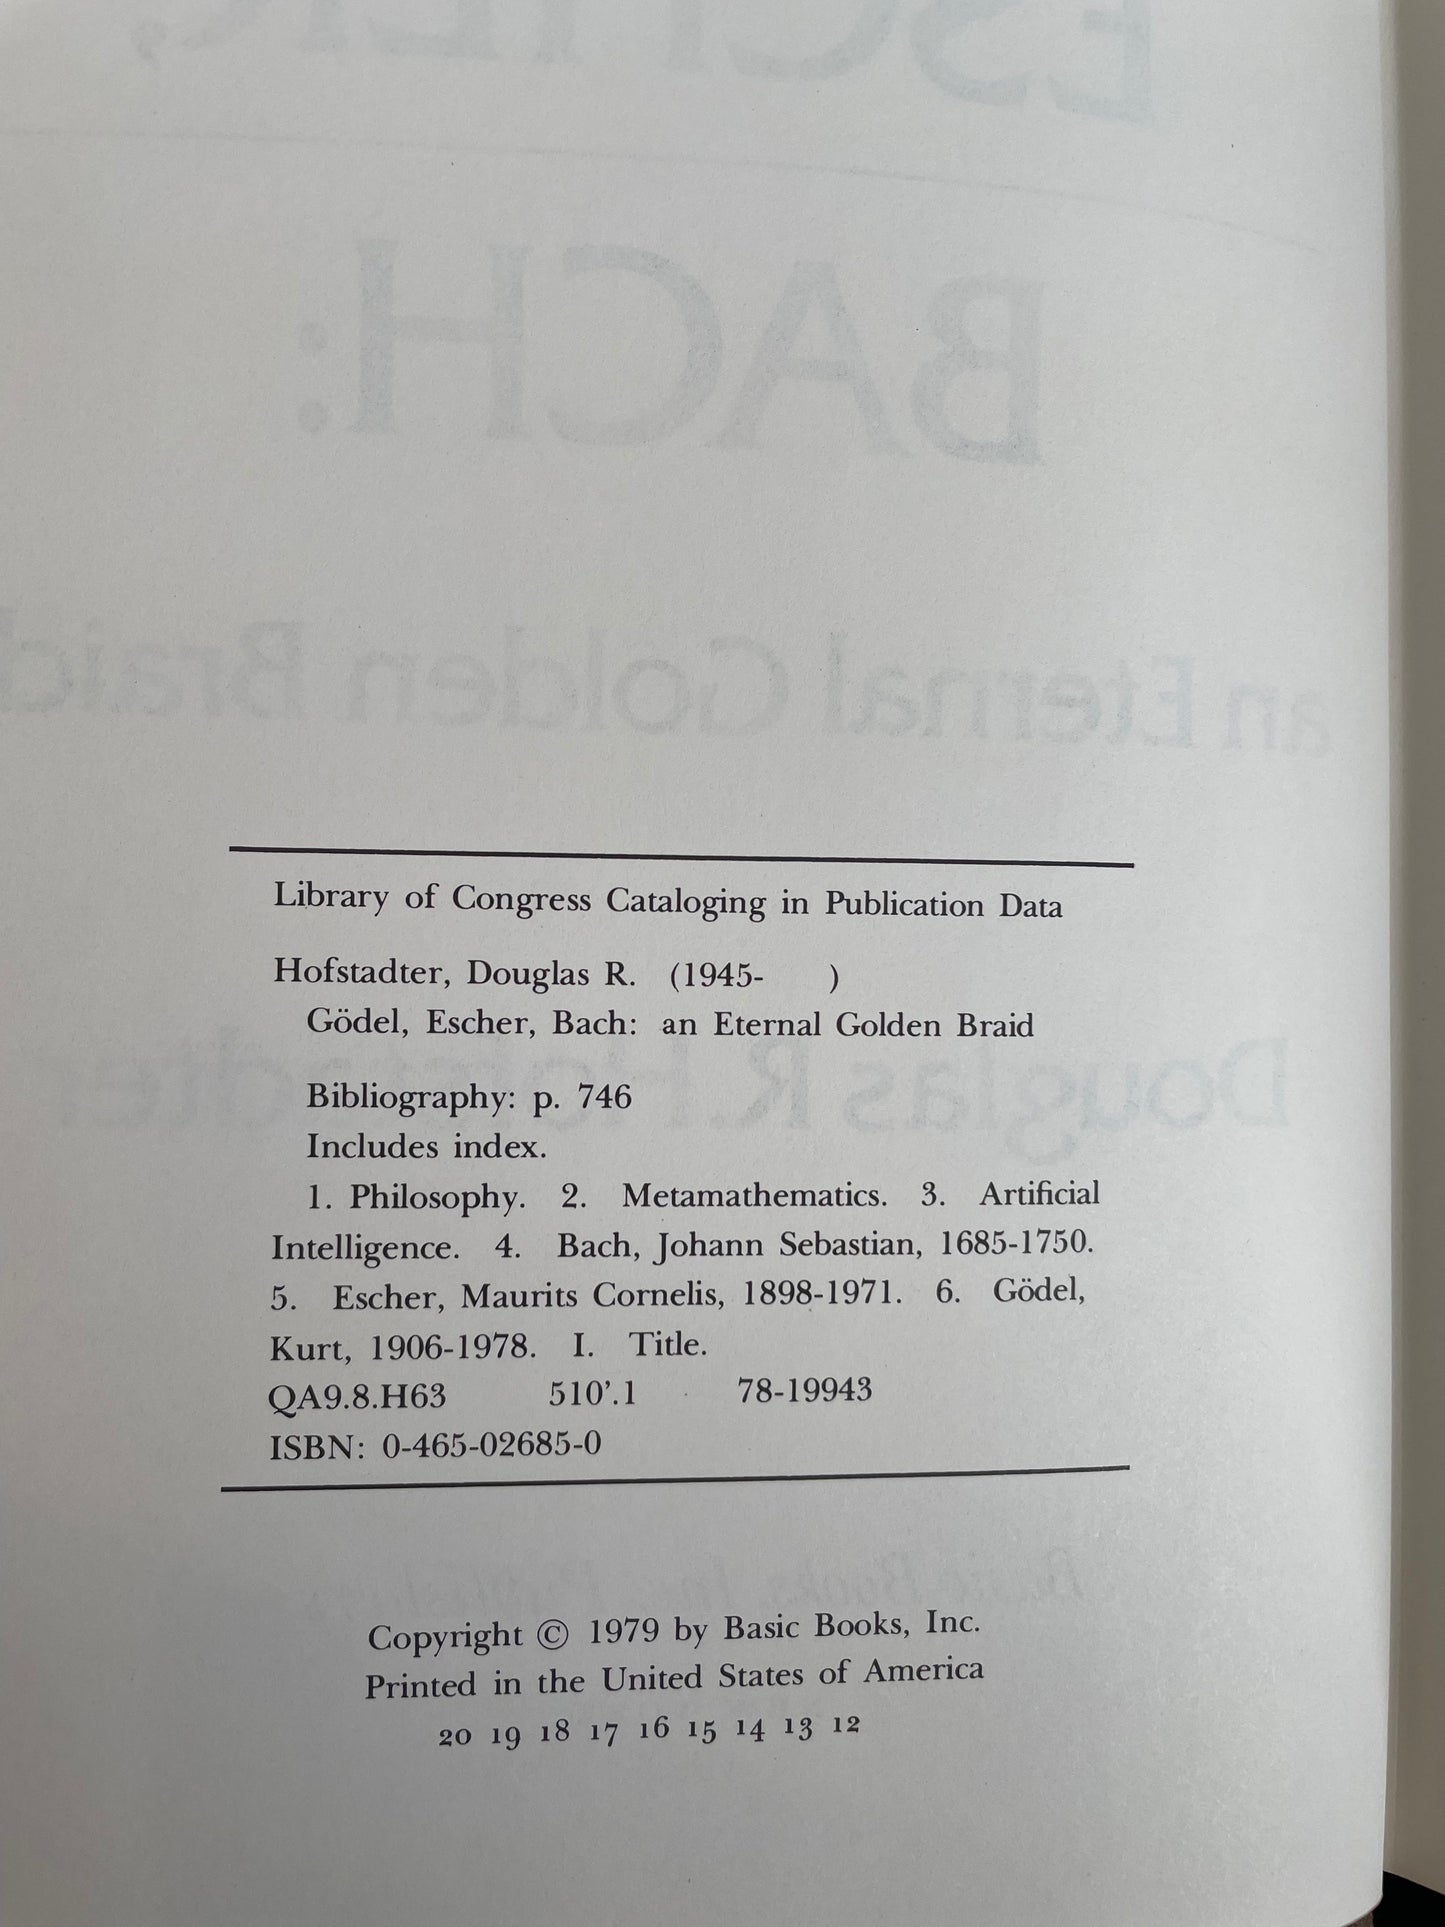 ESCHER,
BACH:
an Eternal Golden Braid
Douglas R. Hofstadter
Library of Congress Cataloging in Publication Data
Hofstadter, Douglas R. (1945- )
Gödel, Escher, Bach: an Eternal Golden Braid
Bibliography: p. 746
Includes index.
1. Philosophy. 2. Metamathematics. 3. Artificial
Intelligence. 4. Bach, Johann Sebastian, 1685-1750.
5. Escher, Maurits Cornelis, 1898-1971. 6. Gödel,
Kurt, 1906-1978. I. Title.
QA9.8.H63 510’.1 78-19943
ISBN: 0-465-02685-0
Basic Books, Inc.
Copyright © 1979 by Basic Books, Inc.
Printed in the United States of America
20 19 18 17 16 15 14 13 12